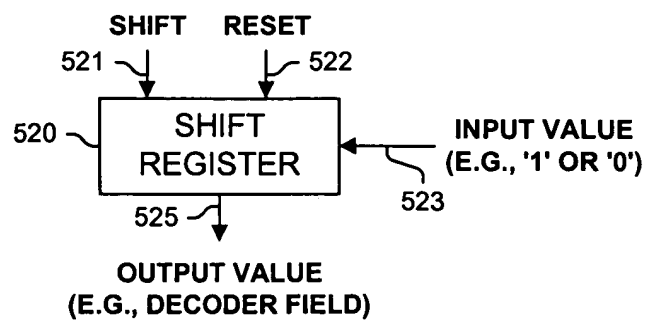 SHIFT RESET
521 522
520 SHIFT
REGISTER
INPUT VALUE
(E.G., '1' OR '0')
523
525
OUTPUT VALUE
(E.G., DECODER FIELD)